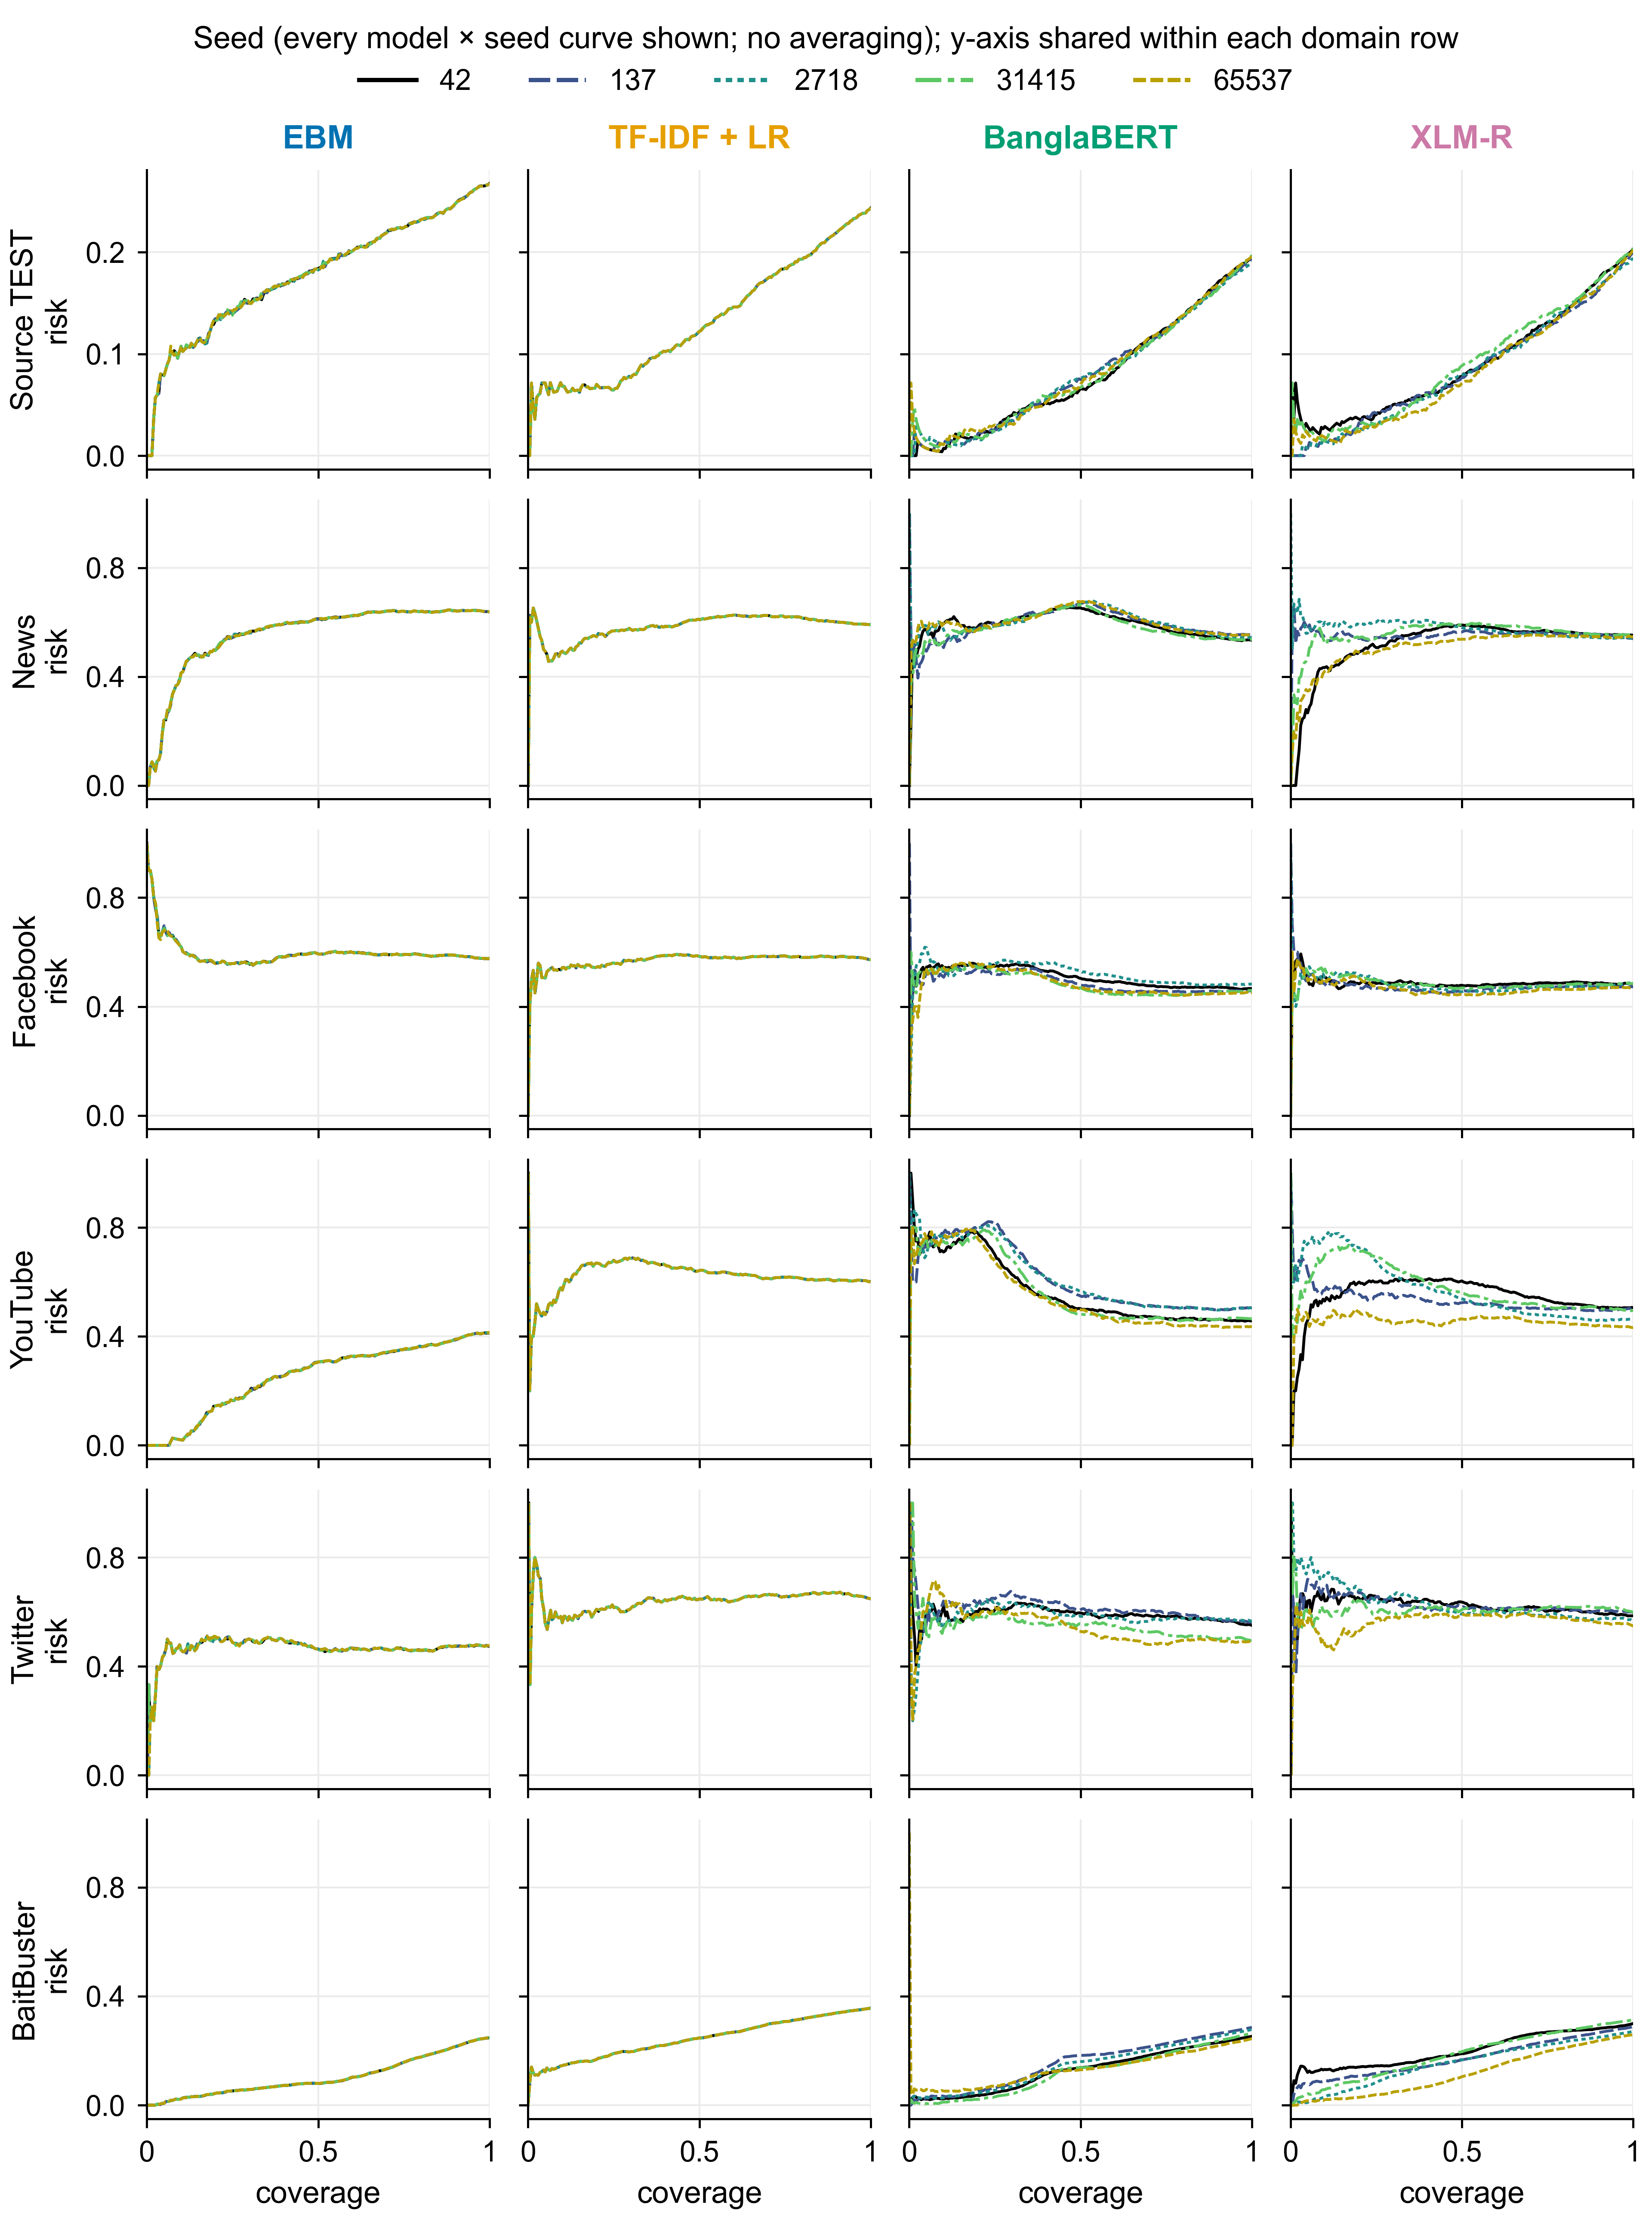 Seed (every model × seed curve shown; no averaging); y-axis shared within each domain row
42 137 2718 31415 65537
EBM TF-IDF + LR BanglaBERT XLM-R
Source TEST
risk
0.2
0.1
0.0
News
risk
0.8
0.4
0.0
Facebook
risk
0.8
0.4
0.0
YouTube
risk
0.8
0.4
0.0
Twitter
risk
0.8
0.4
0.0
BaitBuster
risk
0.8
0.4
0.0
0 0.5 1 0 0.5 1 0 0.5 1 0 0.5 1
coverage coverage coverage coverage